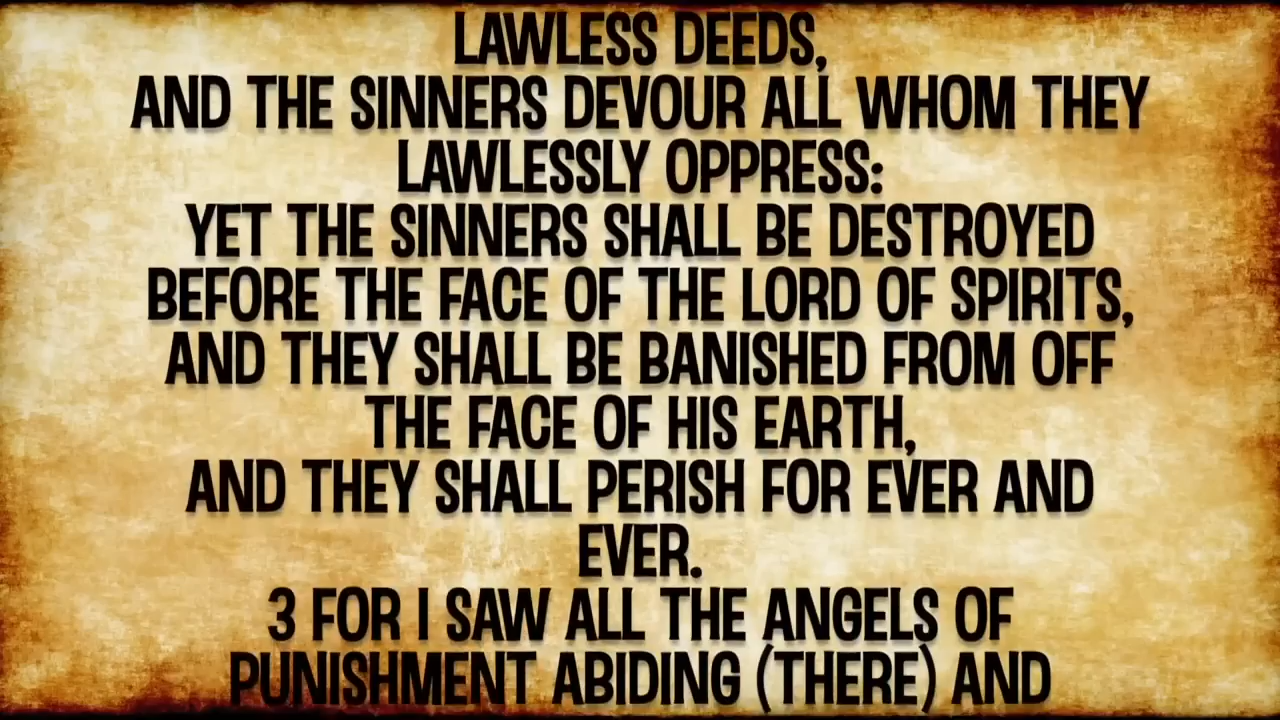 LAWLESS DEEDS,
AND THE SINNERS DEVOUR ALL WHOM THEY
LAWLESSLY OPPRESS:
YET THE SINNERS SHALL BE DESTROYED
BEFORE THE FACE OF THE LORD OF SPIRITS,
AND THEY SHALL BE BANISHED FROM OFF
THE FACE OF HIS EARTH,
AND THEY SHALL PERISH FOR EVER AND
EVER.
3 FOR I SAW ALL THE ANGELS OF
PUNISHMENT ABIDING (THERE) AND